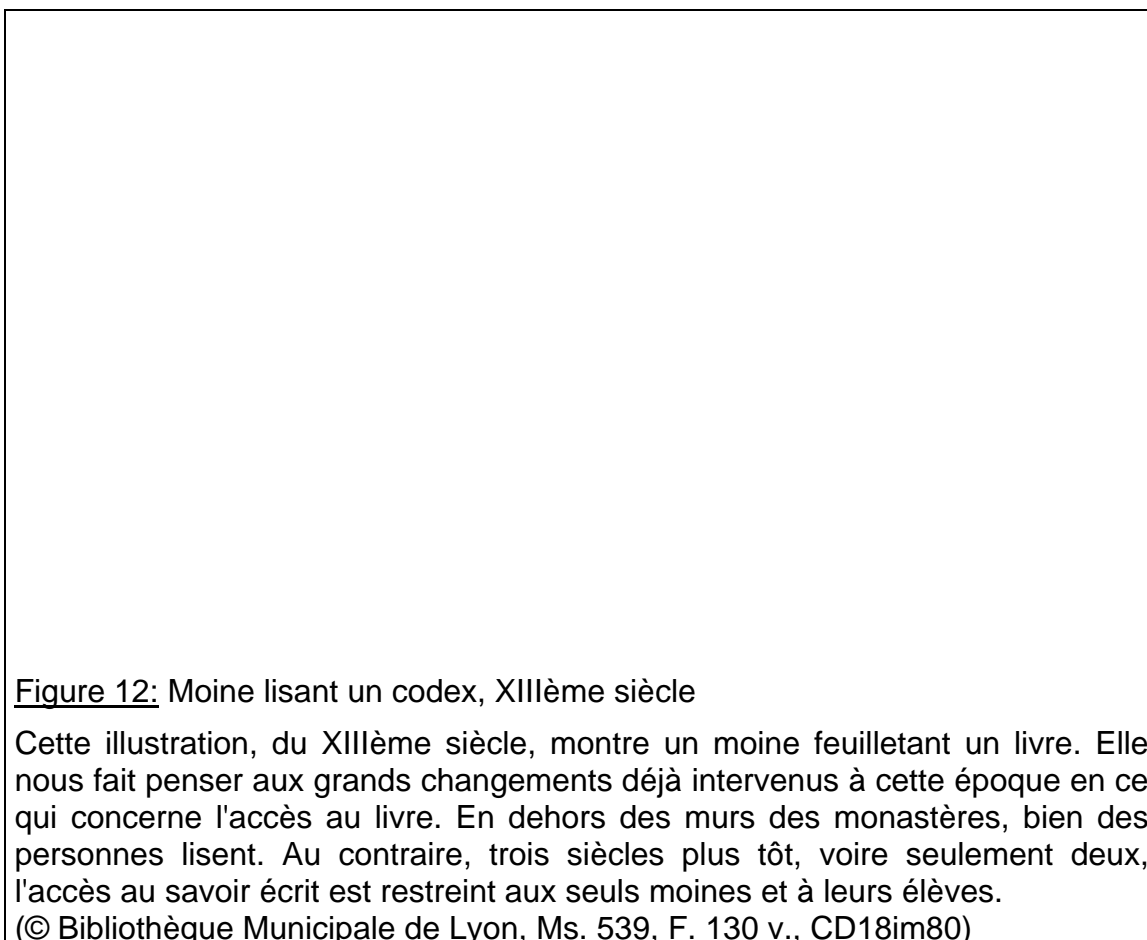 Figure 12: Moine lisant un codex, XIIIème siècle
Cette illustration, du XIIIème siècle, montre un moine feuilletant un livre. Elle
nous fait penser aux grands changements déjà intervenus à cette époque en ce
qui concerne l'accès au livre. En dehors des murs des monastères, bien des
personnes lisent. Au contraire, trois siècles plus tôt, voire seulement deux,
l'accès au savoir écrit est restreint aux seuls moines et à leurs élèves.
(© Bibliothèque Municipale de Lyon, Ms. 539, F. 130 v., CD18im80)